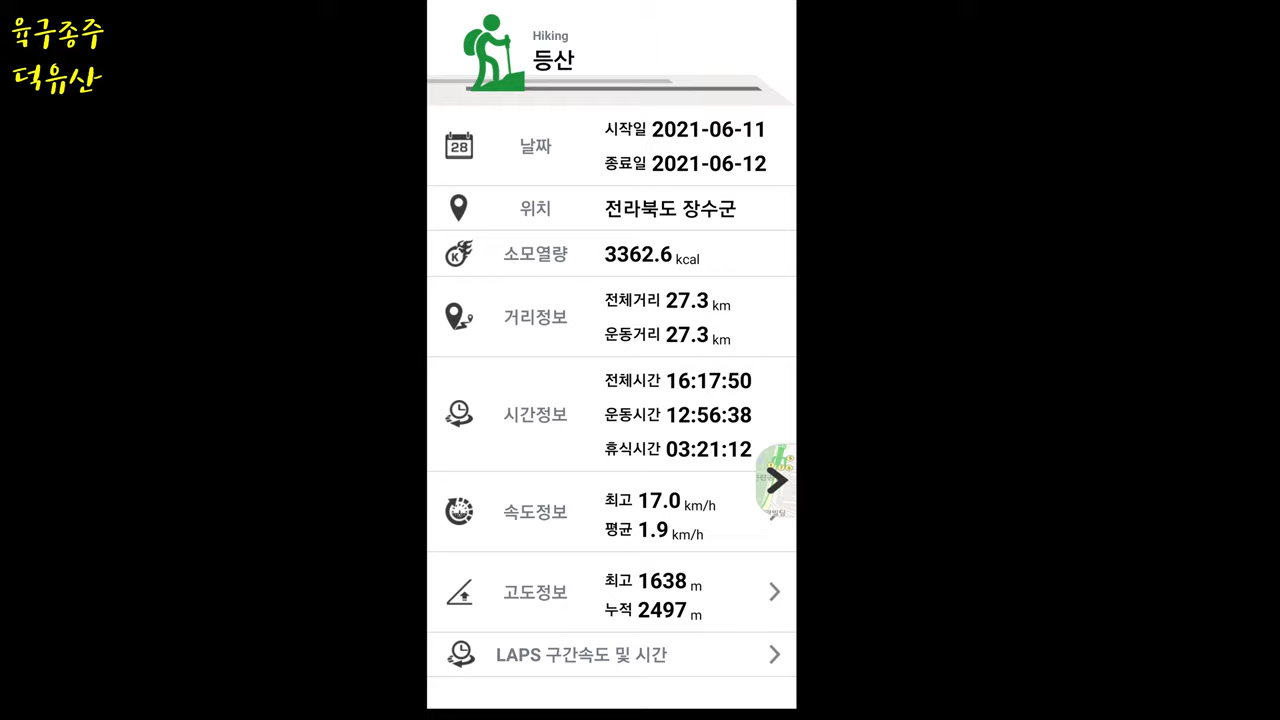 육구종주
덕유산
Hiking
등산
28
날짜
시작일 2021-06-11
종료일 2021-06-12
위치
전라북도 장수군
K
소모열량
3362.6 kcal
거리정보
전체거리 27.3 km
운동거리 27.3 km
시간정보
전체시간 16:17:50
운동시간 12:56:38
휴식시간 03:21:12
속도정보
최고 17.0 km/h
평균 1.9 km/h
고도정보
최고 1638 m
누적 2497 m
LAPS 구간속도 및 시간